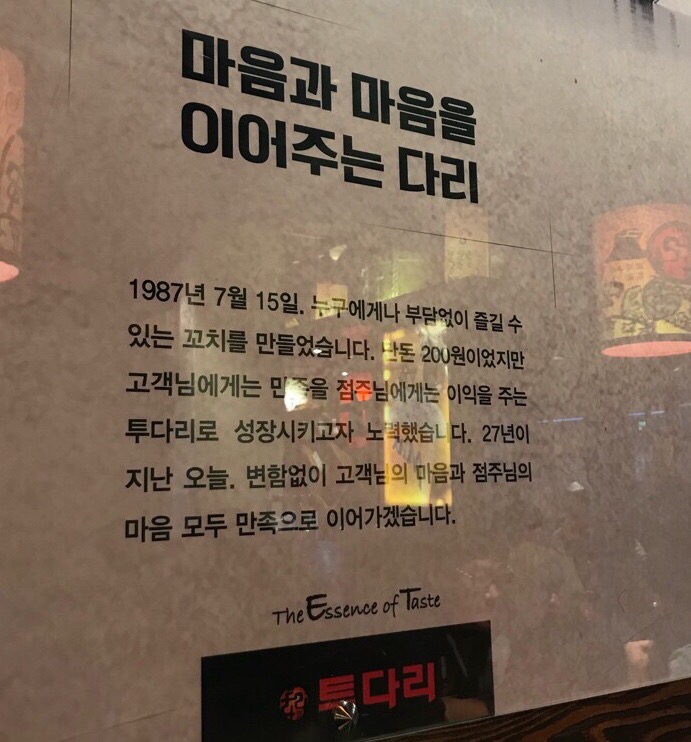 마음과 마음을
이어주는 다리
1987년 7월 15일. 누구에게나 부담없이 즐길 수
있는 꼬치를 만들었습니다. 단돈 200원이었지만
고객님에게는 만족을 점주님에게는 이익을 주는
투다리로 성장시키고자 노력했습니다. 27년이
지난 오늘. 변함없이 고객님의 마음과 점주님의
마음 모두 만족으로 이어가겠습니다.
The Essence of Taste
투다리